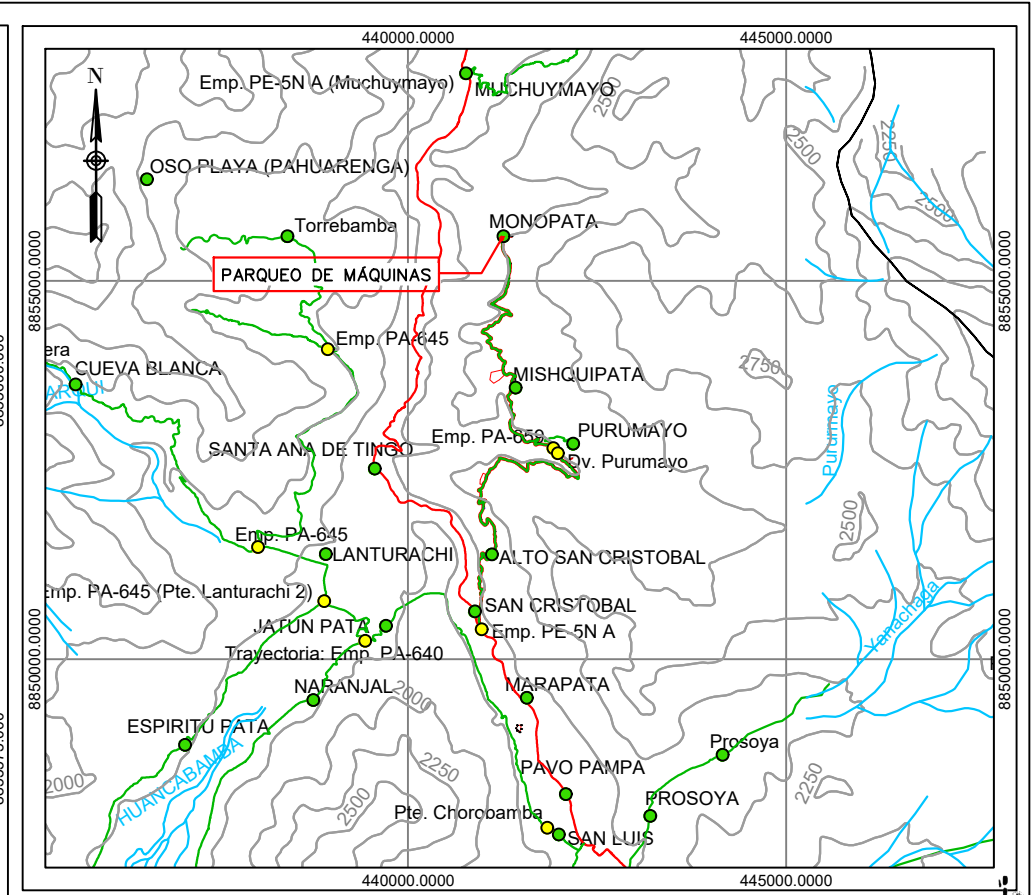 440000.0000
445000.0000
N
Emp. PE-5N A (Muchuymayo)
MUCHUYMAYO
2500
2500
2250
2500
OSO PLAYA (PAHUARENGA)
Torrebamba
MONOPATA
PARQUEO DE MÁQUINAS
8855000.0000
8855000.0000
Emp. PA-645
era
CUEVA BLANCA
MISHQUIPATA
2750
PURUMAYO
Emp. PA-659
SANTA ANA DE TINGO
Dv. Purumayo
Pururmayo
2500
Emp. PA-645
LANTURACHI
ALTO SAN CRISTOBAL
Emp. PA-645 (Pte. Lanturachi 2)
SAN CRISTOBAL
JATUN PATA
Emp. PE-5N A
Yanachaga
Trayectoria: Emp. PA-640
8850000.0000
8850000.0000
NARANJAL
2000
MARAPATA
ESPIRITU PATA
HUANCABAMBA
Prosoya
2250
2000
PAVO PAMPA
2250
2500
PROSOYA
Pte. Chorobamba
SAN LUIS
440000.0000
445000.0000